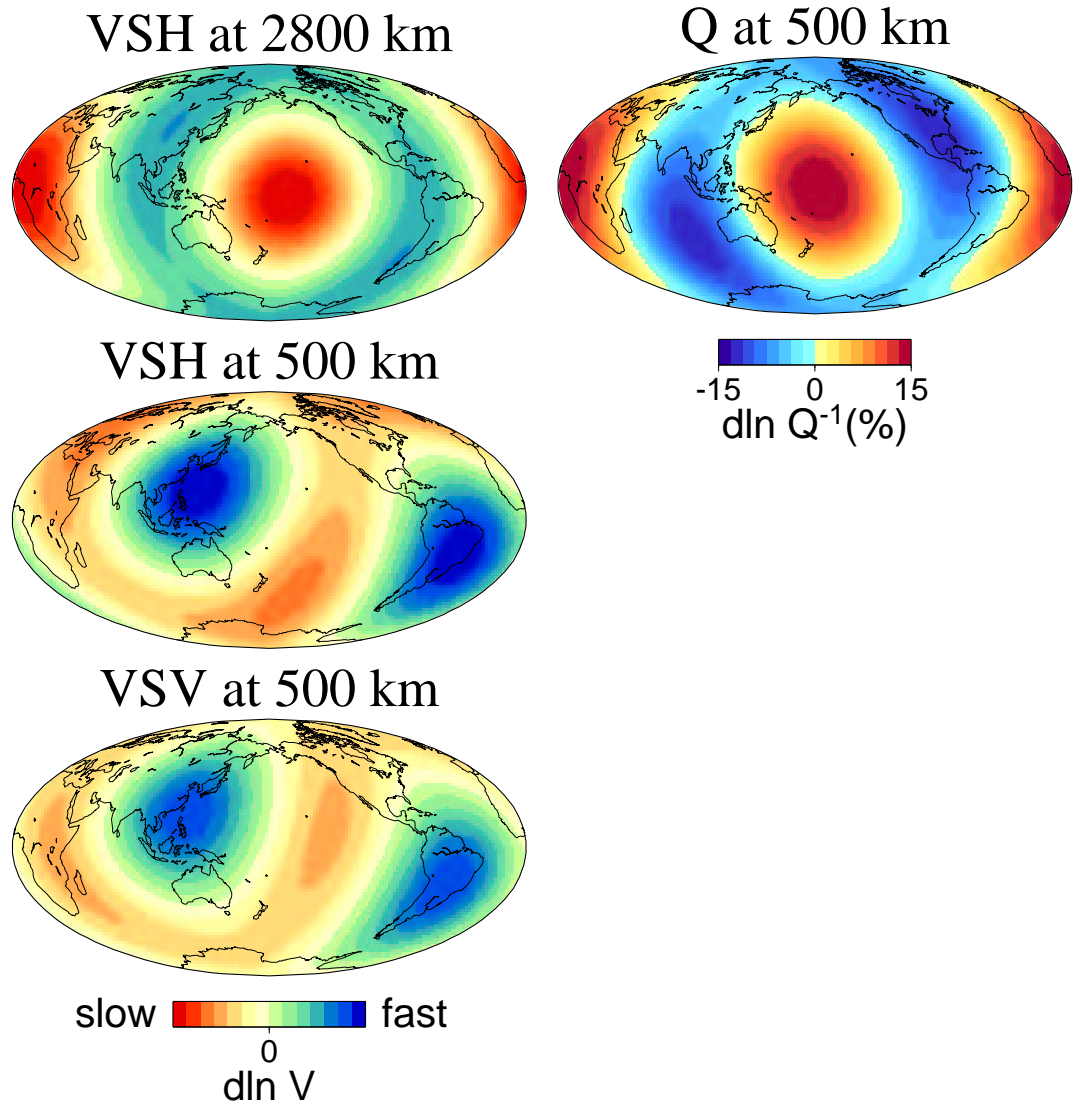 VSH at 2800 km
Q at 500 km
-15 0 15
dln Q⁻¹(%)
VSH at 500 km
VSV at 500 km
slow fast
0
dln V